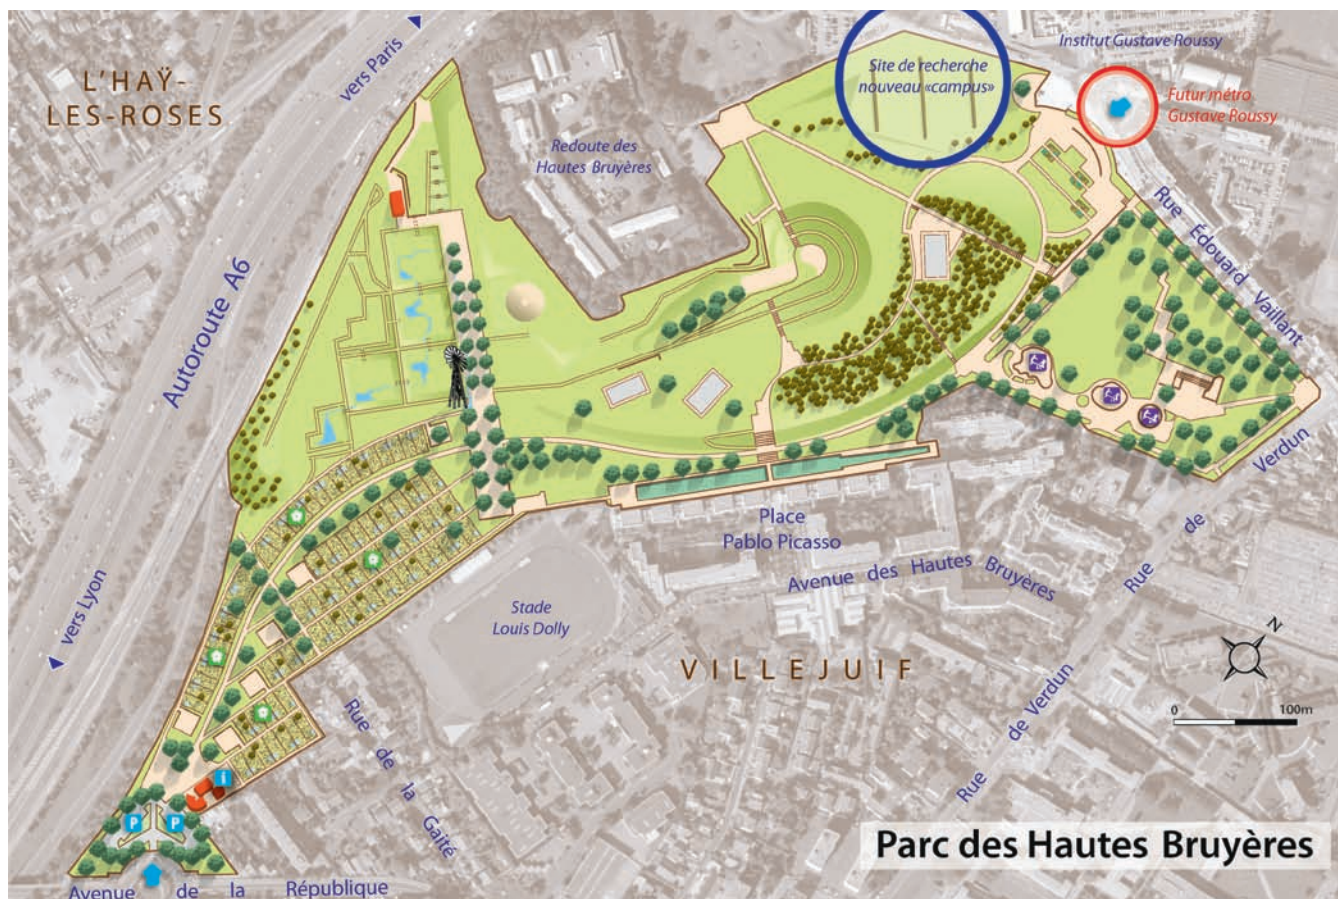 L'HAŸ-
LES-ROSES
vers Paris
Redoute des
Hautes Bruyères
Site de recherche
nouveau «campus»
Institut Gustave Roussy
Futur métro
Gustave Roussy
Rue Édouard Vaillant
Autoroute A6
vers Lyon
Rue de Verdun
Place
Pablo Picasso
Avenue des Hautes Bruyères
Stade
Louis Dolly
VILLEJUIF
Rue de Verdun
Rue de la Gaité
N
0 100m
i
P P
Parc des Hautes Bruyères
Avenue de la République